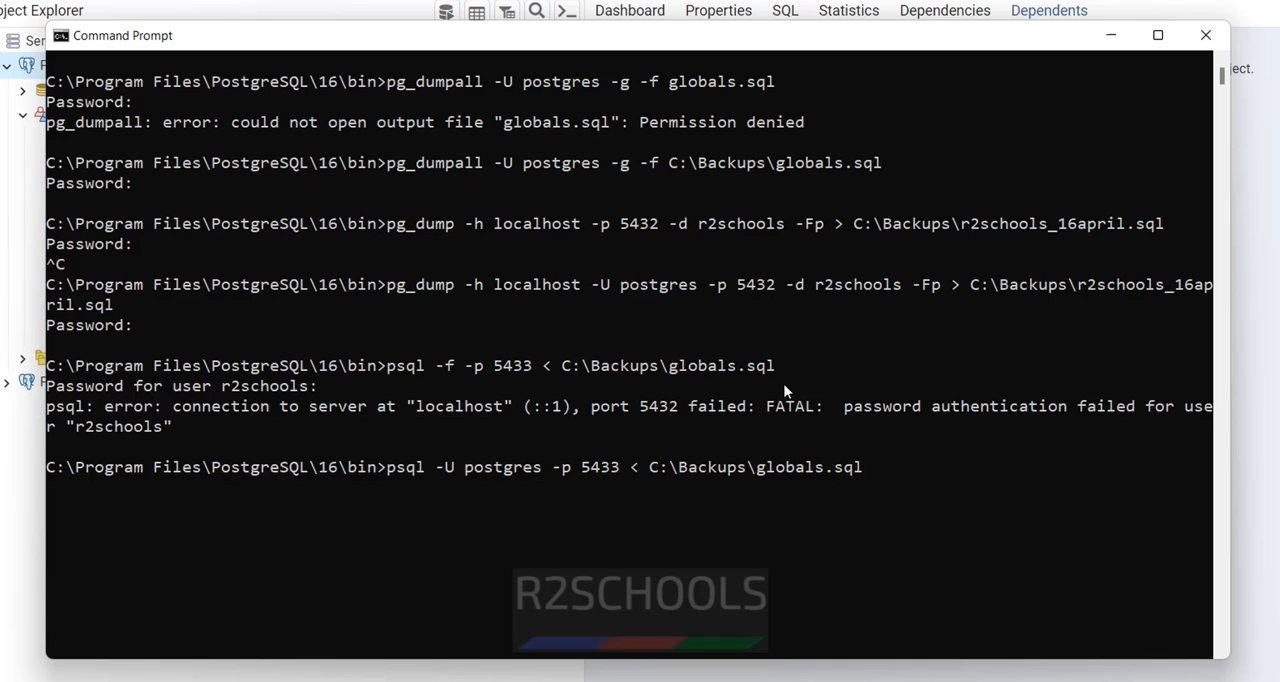 bject Explorer
Dashboard Properties SQL Statistics Dependencies Dependents
Ser
Command Prompt
ect.
C:\Program Files\PostgreSQL\16\bin>pg_dumpall -U postgres -g -f globals.sql
Password:
pg_dumpall: error: could not open output file "globals.sql": Permission denied
C:\Program Files\PostgreSQL\16\bin>pg_dumpall -U postgres -g -f C:\Backups\globals.sql
Password:
C:\Program Files\PostgreSQL\16\bin>pg_dump -h localhost -p 5432 -d r2schools -Fp > C:\Backups\r2schools_16april.sql
Password:
^C
C:\Program Files\PostgreSQL\16\bin>pg_dump -h localhost -U postgres -p 5432 -d r2schools -Fp > C:\Backups\r2schools_16ap
ril.sql
Password:
C:\Program Files\PostgreSQL\16\bin>psql -f -p 5433 < C:\Backups\globals.sql
Password for user r2schools:
psql: error: connection to server at "localhost" (::1), port 5432 failed: FATAL:  password authentication failed for use
r "r2schools"
C:\Program Files\PostgreSQL\16\bin>psql -U postgres -p 5433 < C:\Backups\globals.sql
R2SCHOOLS